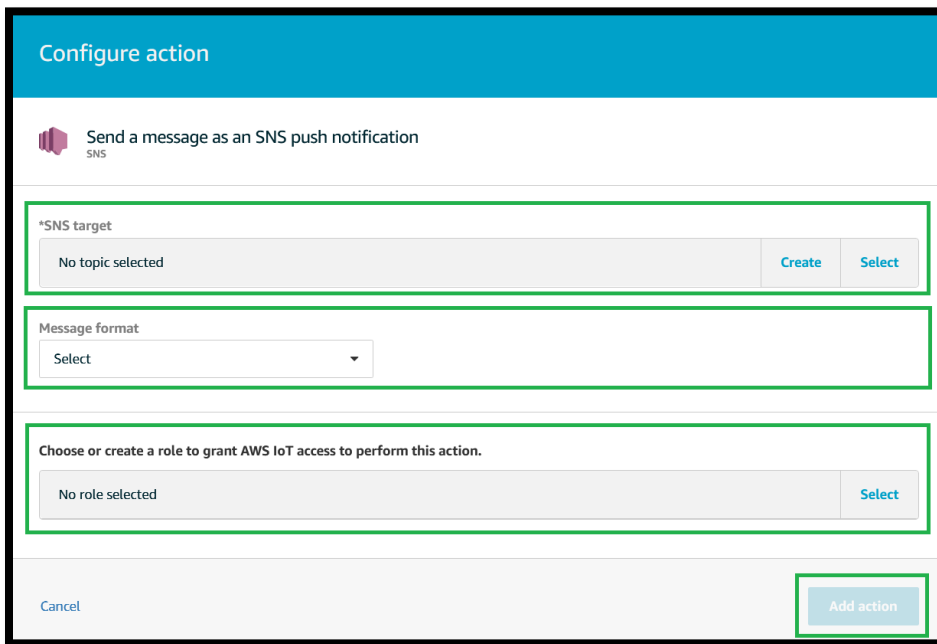 Configure action
Send a message as an SNS push notification
SNS
*SNS target
No topic selected
Create
Select
Message format
Select
Choose or create a role to grant AWS IoT access to perform this action.
No role selected
Select
Cancel
Add action